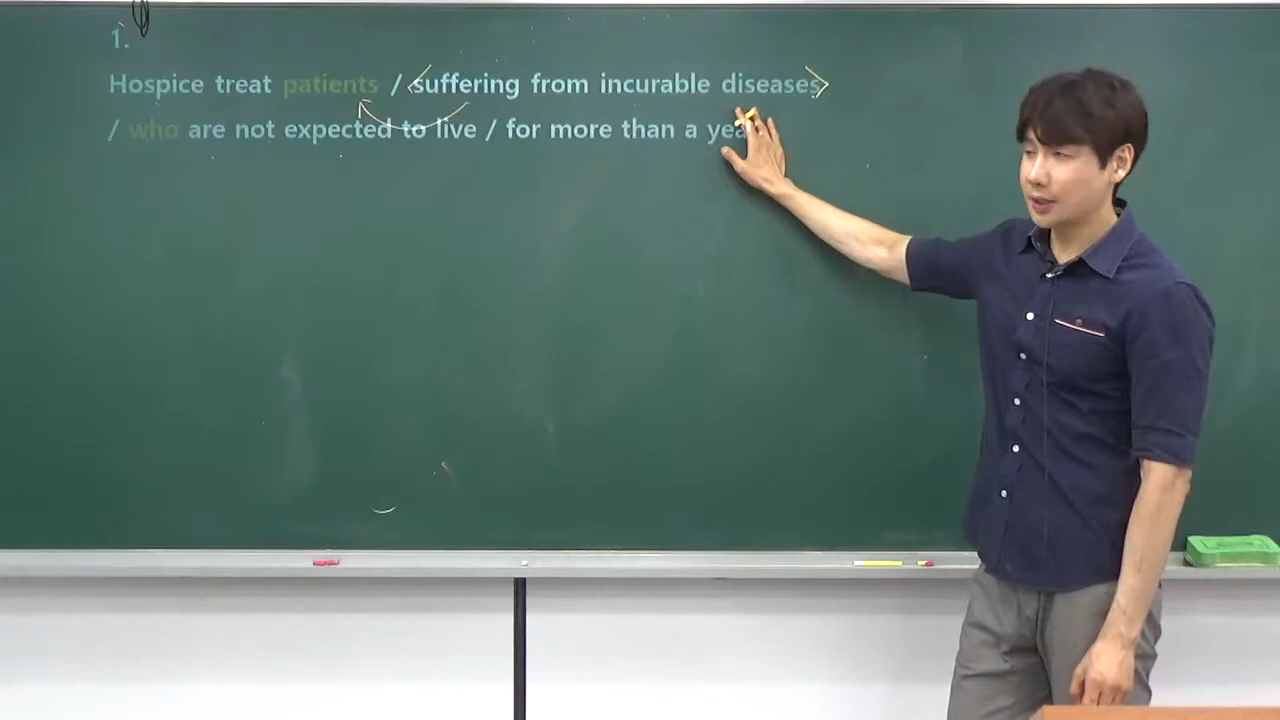 1.
Hospice treat patients / <suffering from incurable diseases>
/ who are not expected to live / for more than a